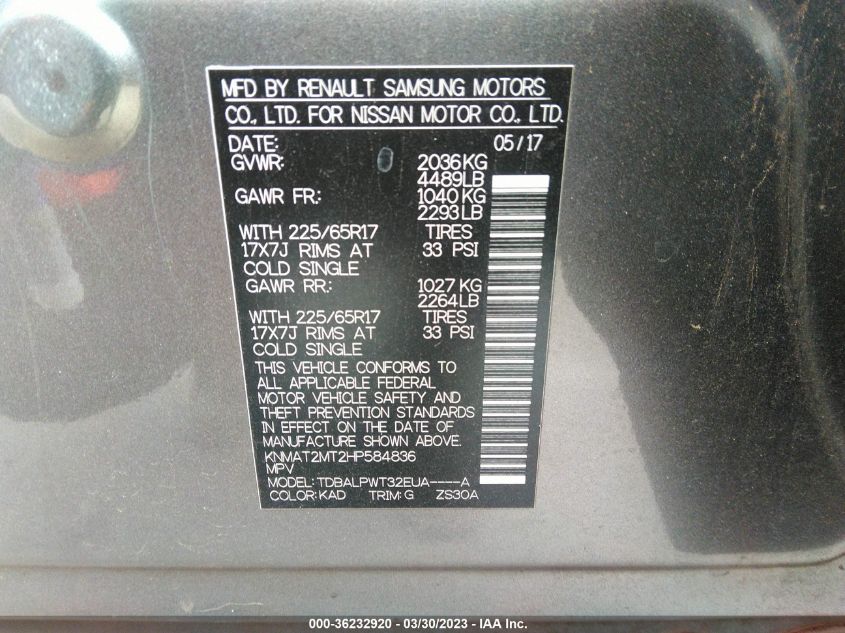 MFD BY RENAULT SAMSUNG MOTORS
CO., LTD. FOR NISSAN MOTOR CO., LTD.
DATE: 05/17
GVWR: 2036KG
4489LB
GAWR FR: 1040KG
2293LB
WITH 225/65R17 TIRES
17X7J RIMS AT 33 PSI
COLD SINGLE
GAWR RR: 1027KG
2264LB
WITH 225/65R17 TIRES
17X7J RIMS AT 33 PSI
COLD SINGLE
THIS VEHICLE CONFORMS TO
ALL APPLICABLE FEDERAL
MOTOR VEHICLE SAFETY AND
THEFT PREVENTION STANDARDS
IN EFFECT ON THE DATE OF
MANUFACTURE SHOWN ABOVE.
KNMAT2MT2HP584836
MPV
MODEL: TDBALPWT32EUA----A
COLOR: KAD TRIM: G ZS30A
000-36232920 - 03/30/2023 - IAA Inc.